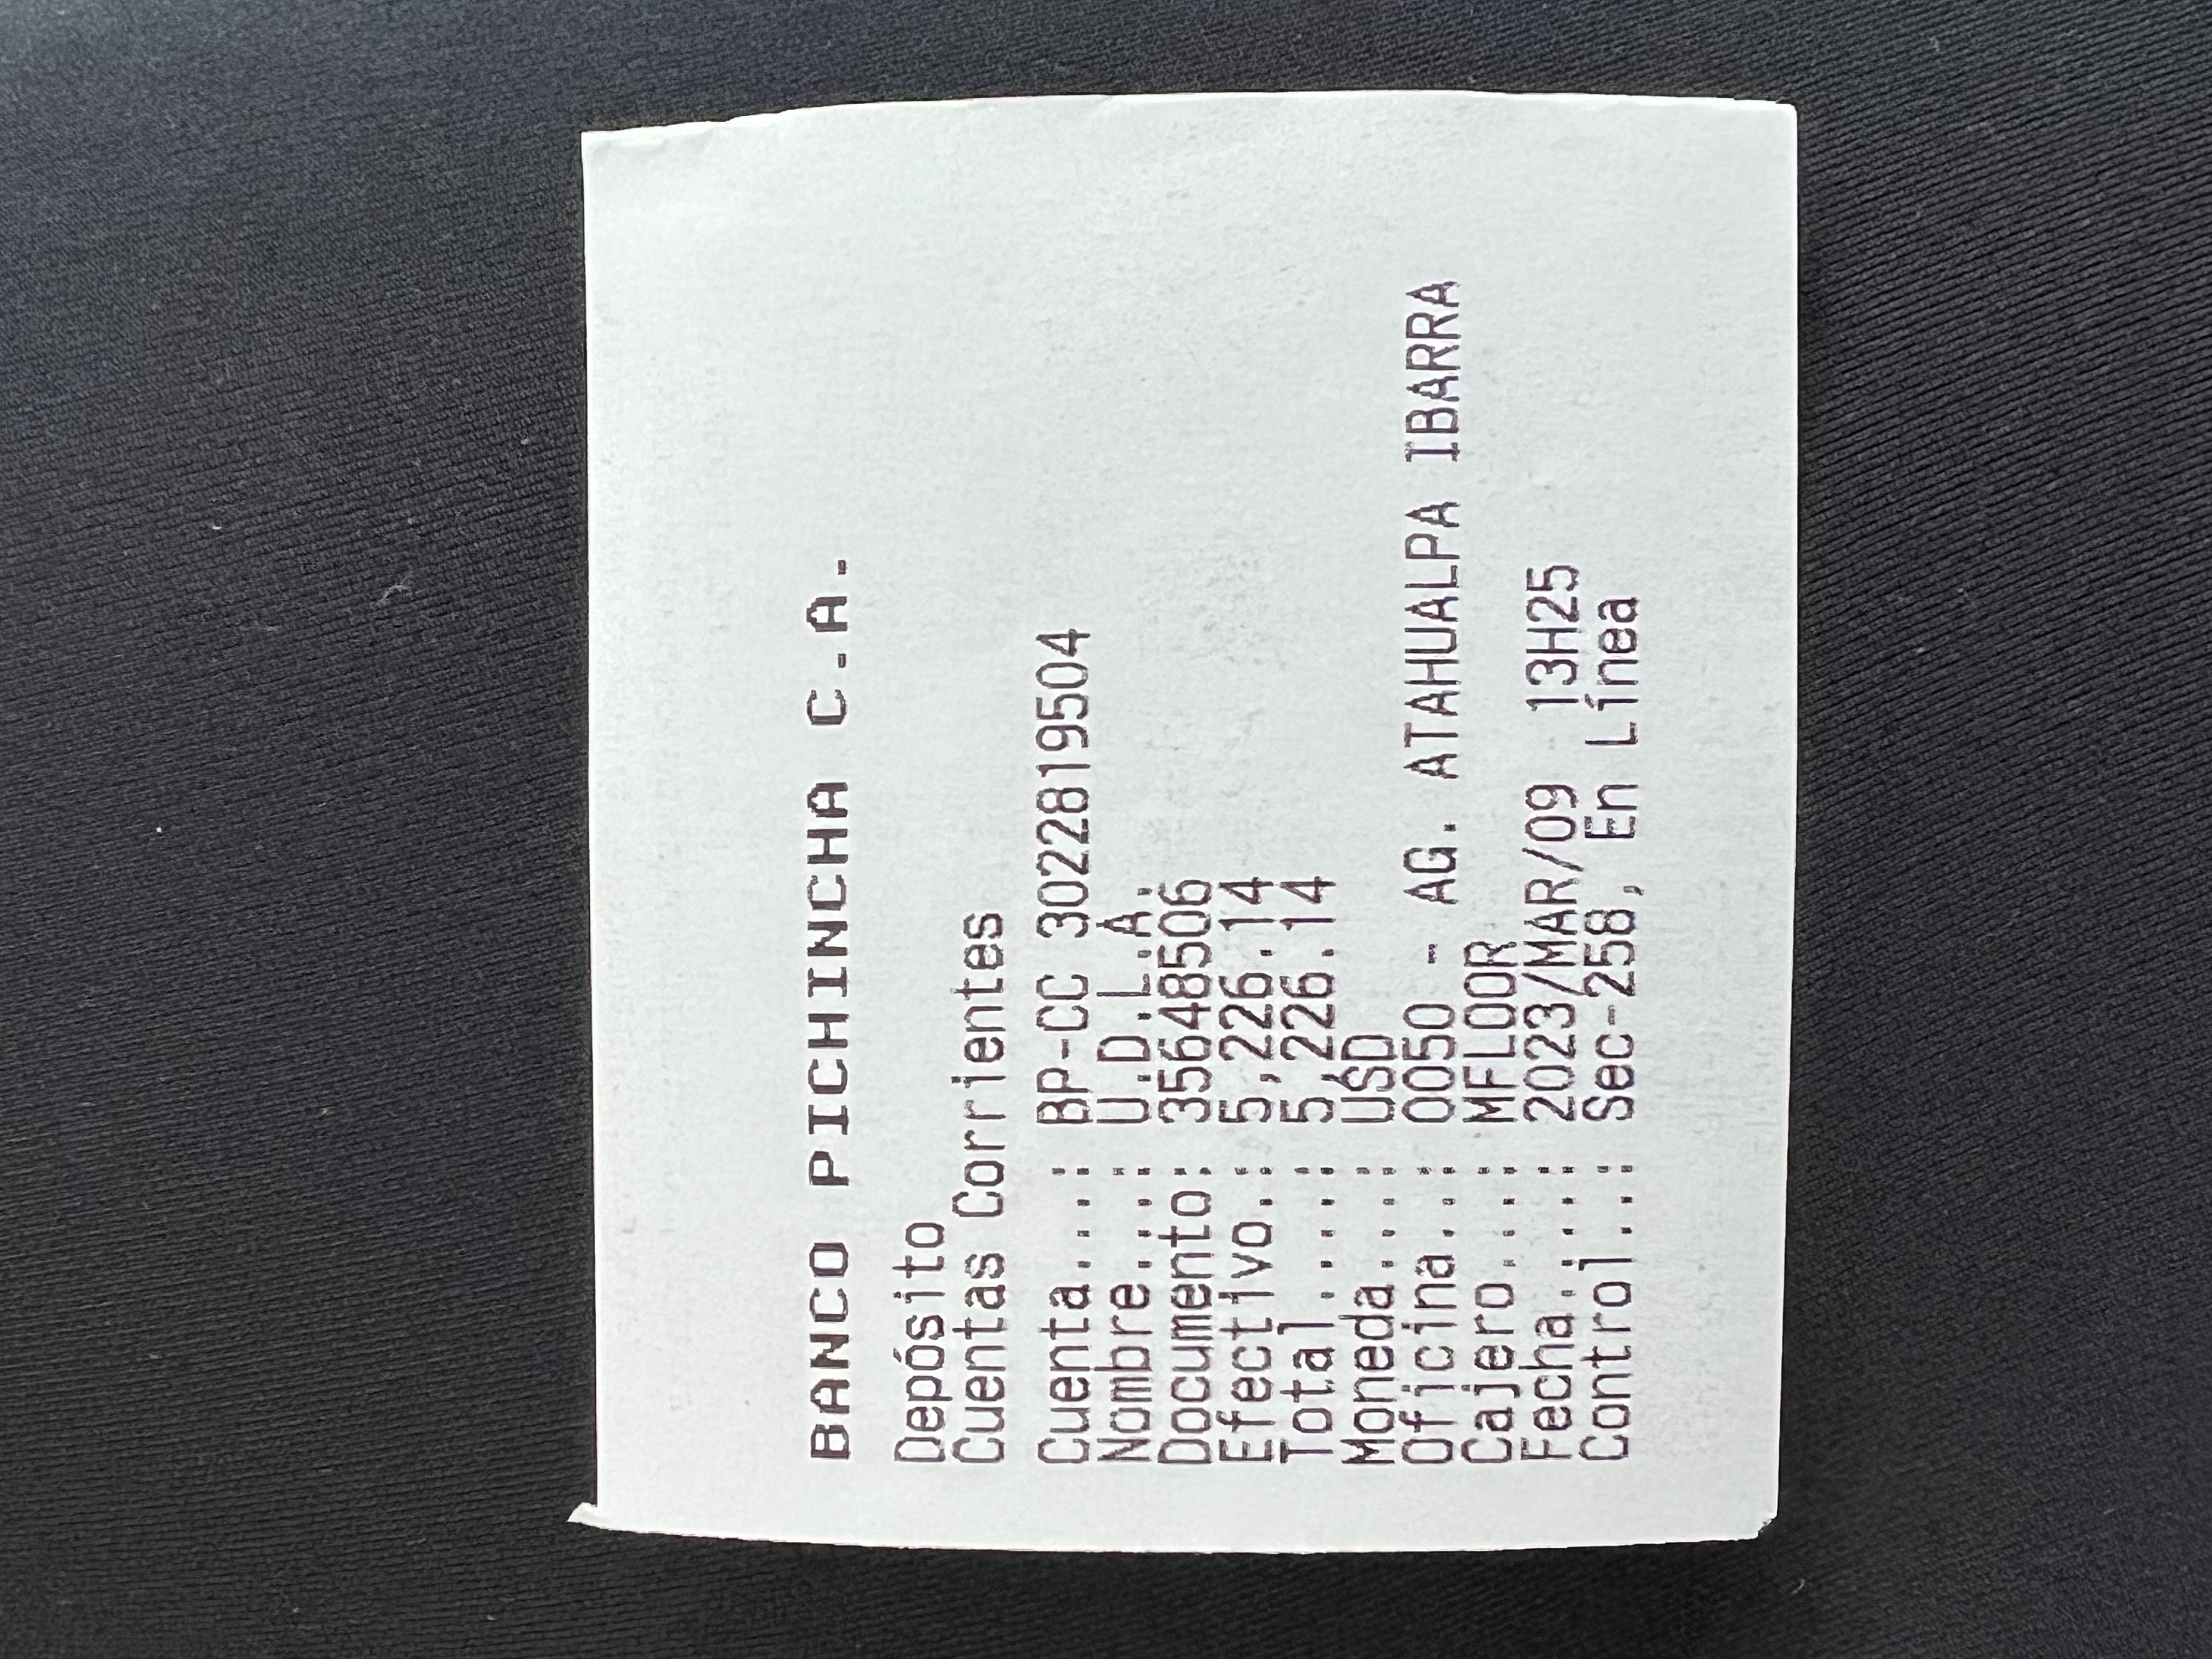 BANCO PICHINCHA C.A.
Depósito
Cuentas Corrientes
Cuenta....: BP-CC 3022819504
Nombre....: U.D.L.A.
Documento: 356485506
Efectivo.: 5,226.14
Total.....: 5,226.14
Moneda....: USD
Oficina..: 0050 - AG. ATAHUALPA IBARRA
Cajero....: MFLOOR
Fecha.....: 2023/MAR/09 13H25
Control..: Sec-258, En Línea